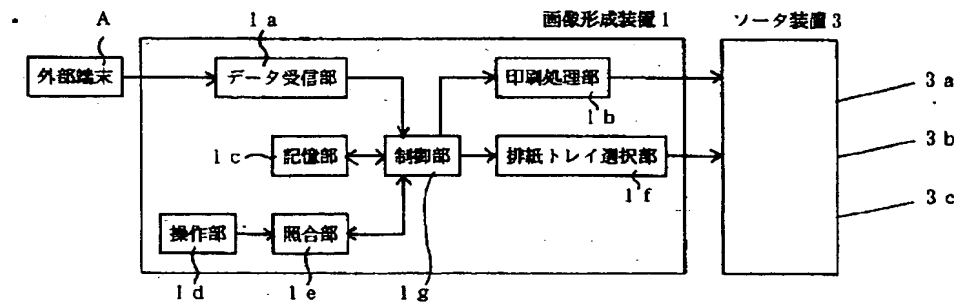 A
1a
画像形成装置1
ソータ装置3
外部端末
データ受信部
印刷処理部
3a
1b
1c
記憶部
制御部
排紙トレイ選択部
3b
1f
3c
操作部
照合部
1d
1e
1g